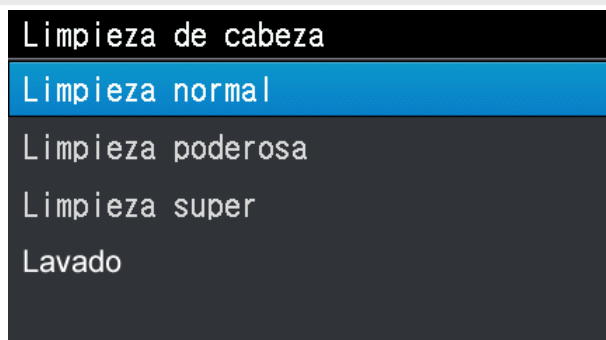 Limpieza de cabeza
Limpieza normal
Limpieza poderosa
Limpieza super
Lavado